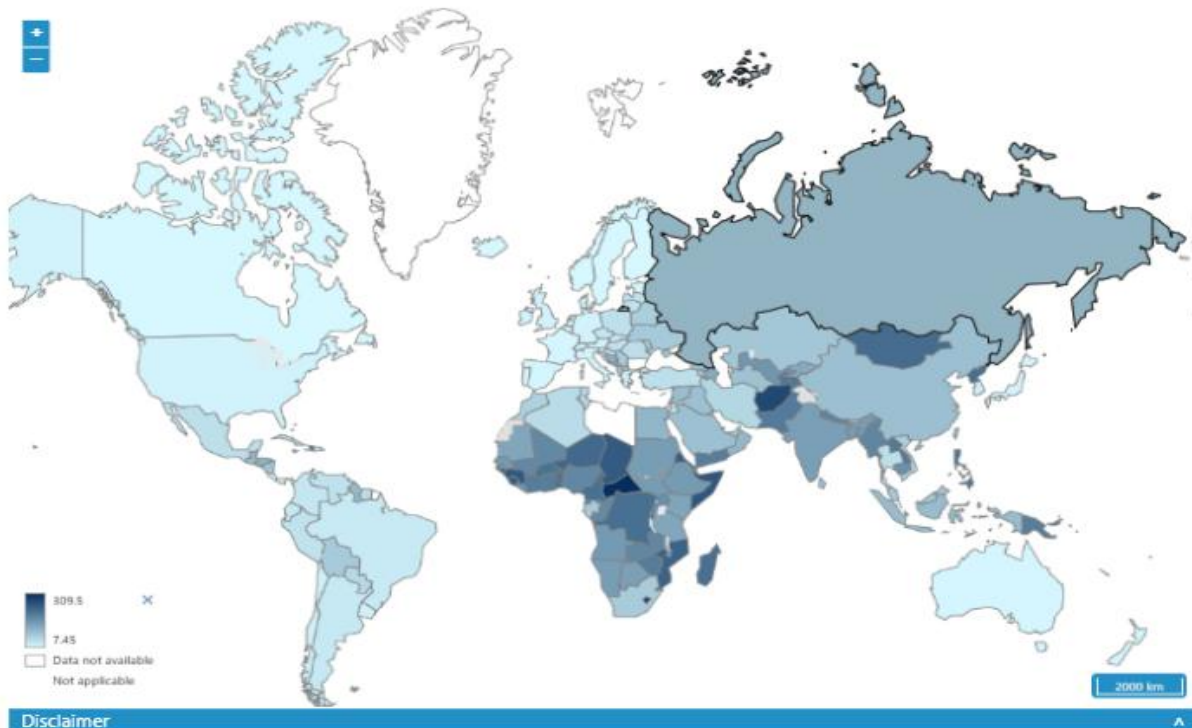 +
−
309.5
7.45
Data not available
Not applicable
2000 km
Disclaimer